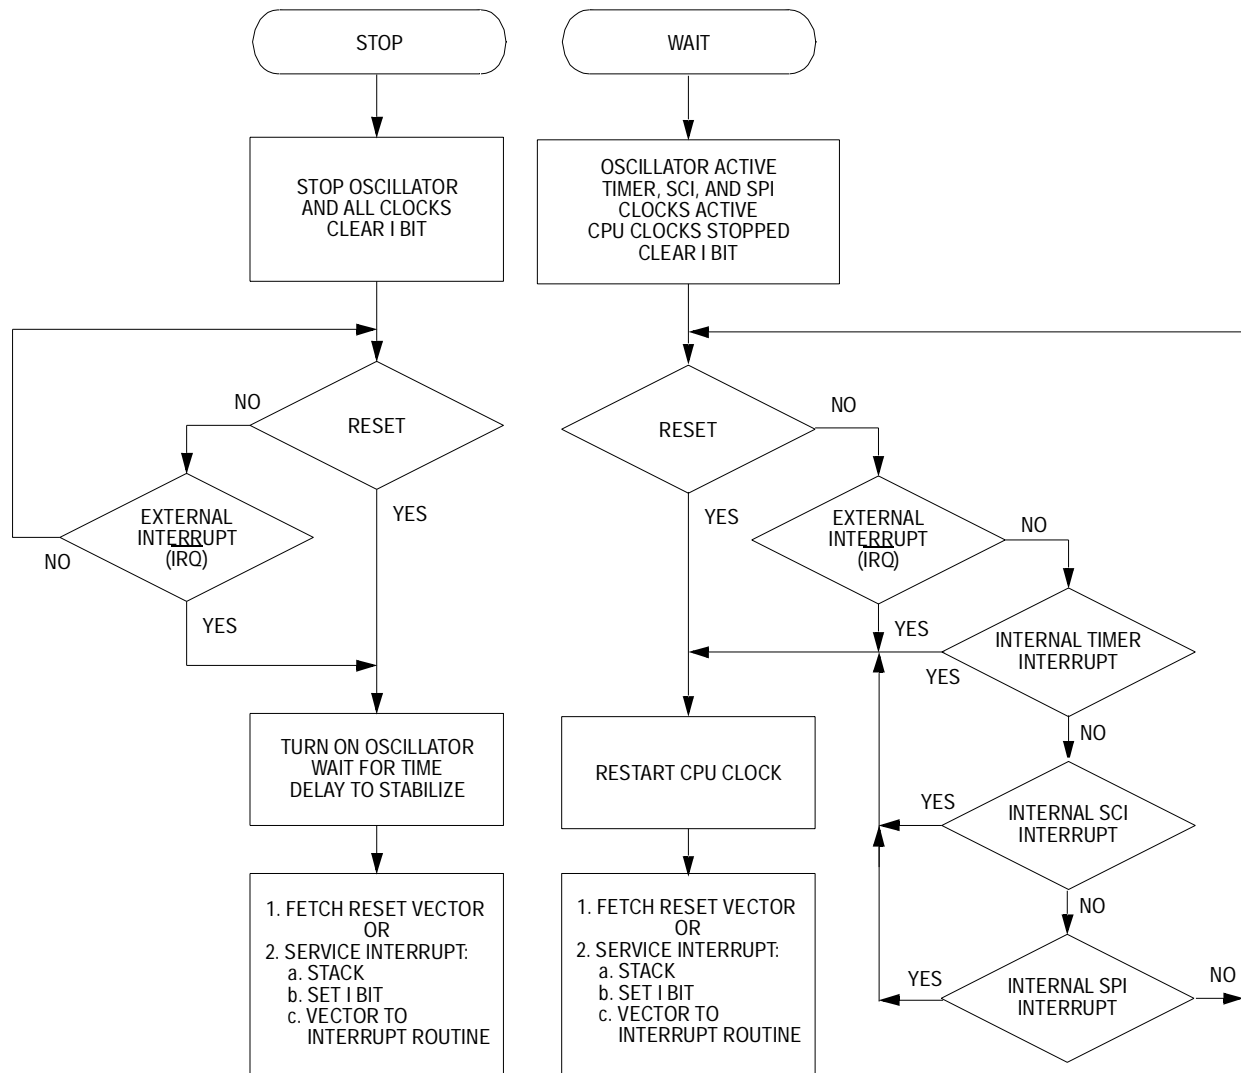 STOP
WAIT
STOP OSCILLATOR
AND ALL CLOCKS
CLEAR I BIT
OSCILLATOR ACTIVE
TIMER, SCI, AND SPI
CLOCKS ACTIVE
CPU CLOCKS STOPPED
CLEAR I BIT
NO
RESET
YES
EXTERNAL
INTERRUPT
(IRQ)
NO
YES
RESET
NO
YES
EXTERNAL
INTERRUPT
(IRQ)
NO
YES
INTERNAL TIMER
INTERRUPT
YES
NO
TURN ON OSCILLATOR
WAIT FOR TIME
DELAY TO STABILIZE
RESTART CPU CLOCK
YES
INTERNAL SCI
INTERRUPT
NO
1. FETCH RESET VECTOR
OR
2. SERVICE INTERRUPT:
a. STACK
b. SET I BIT
c. VECTOR TO
INTERRUPT ROUTINE
1. FETCH RESET VECTOR
OR
2. SERVICE INTERRUPT:
a. STACK
b. SET I BIT
c. VECTOR TO
INTERRUPT ROUTINE
YES
INTERNAL SPI
INTERRUPT
NO